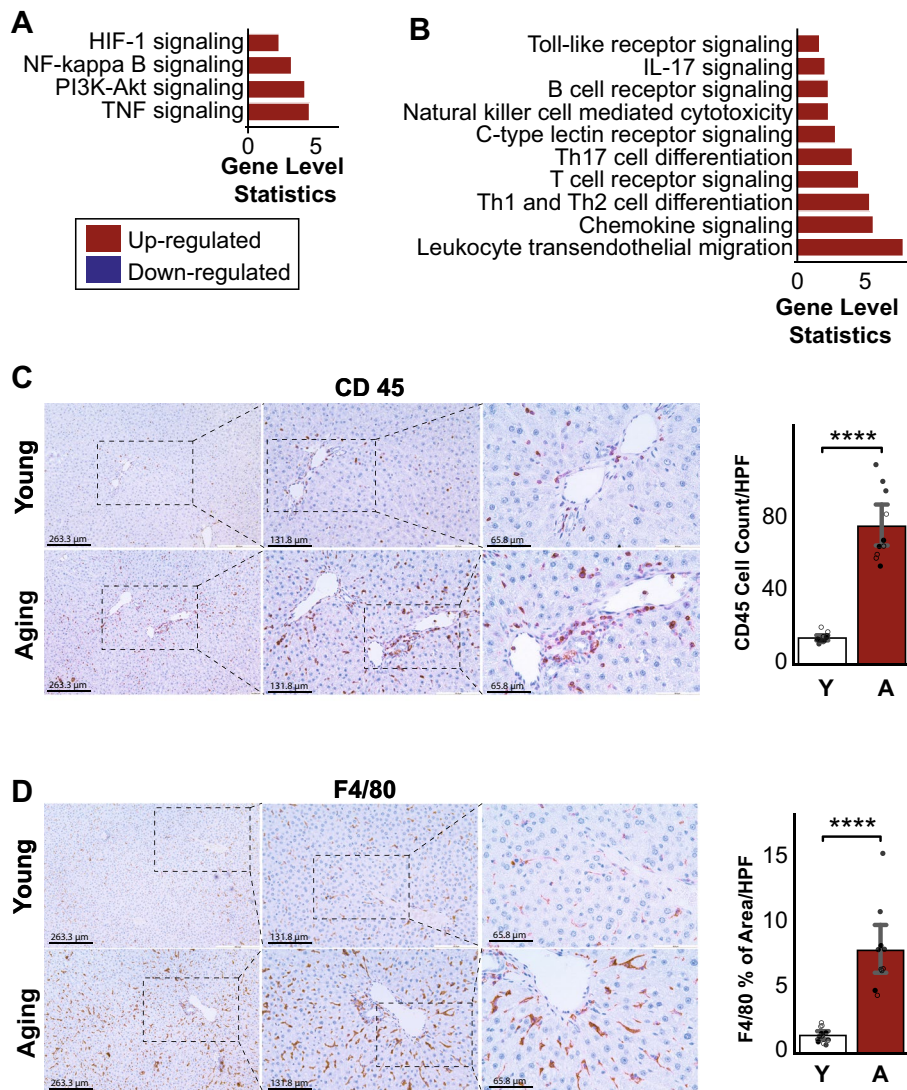 A
HIF-1 signaling
NF-kappa B signaling
PI3K-Akt signaling
TNF signaling
0 5
Gene Level
Statistics
Up-regulated
Down-regulated
B
Toll-like receptor signaling
IL-17 signaling
B cell receptor signaling
Natural killer cell mediated cytotoxicity
C-type lectin receptor signaling
Th17 cell differentiation
T cell receptor signaling
Th1 and Th2 cell differentiation
Chemokine signaling
Leukocyte transendothelial migration
0 5
Gene Level
Statistics
C
CD 45
Young
263.3 µm
131.8 µm
65.8 µm
Aging
263.3 µm
131.8 µm
65.8 µm
CD45 Cell Count/HPF
80
40
0
****
Y A
D
F4/80
Young
263.3 µm
131.8 µm
65.8 µm
Aging
263.3 µm
131.8 µm
65.8 µm
F4/80 % of Area/HPF
15
10
5
0
****
Y A